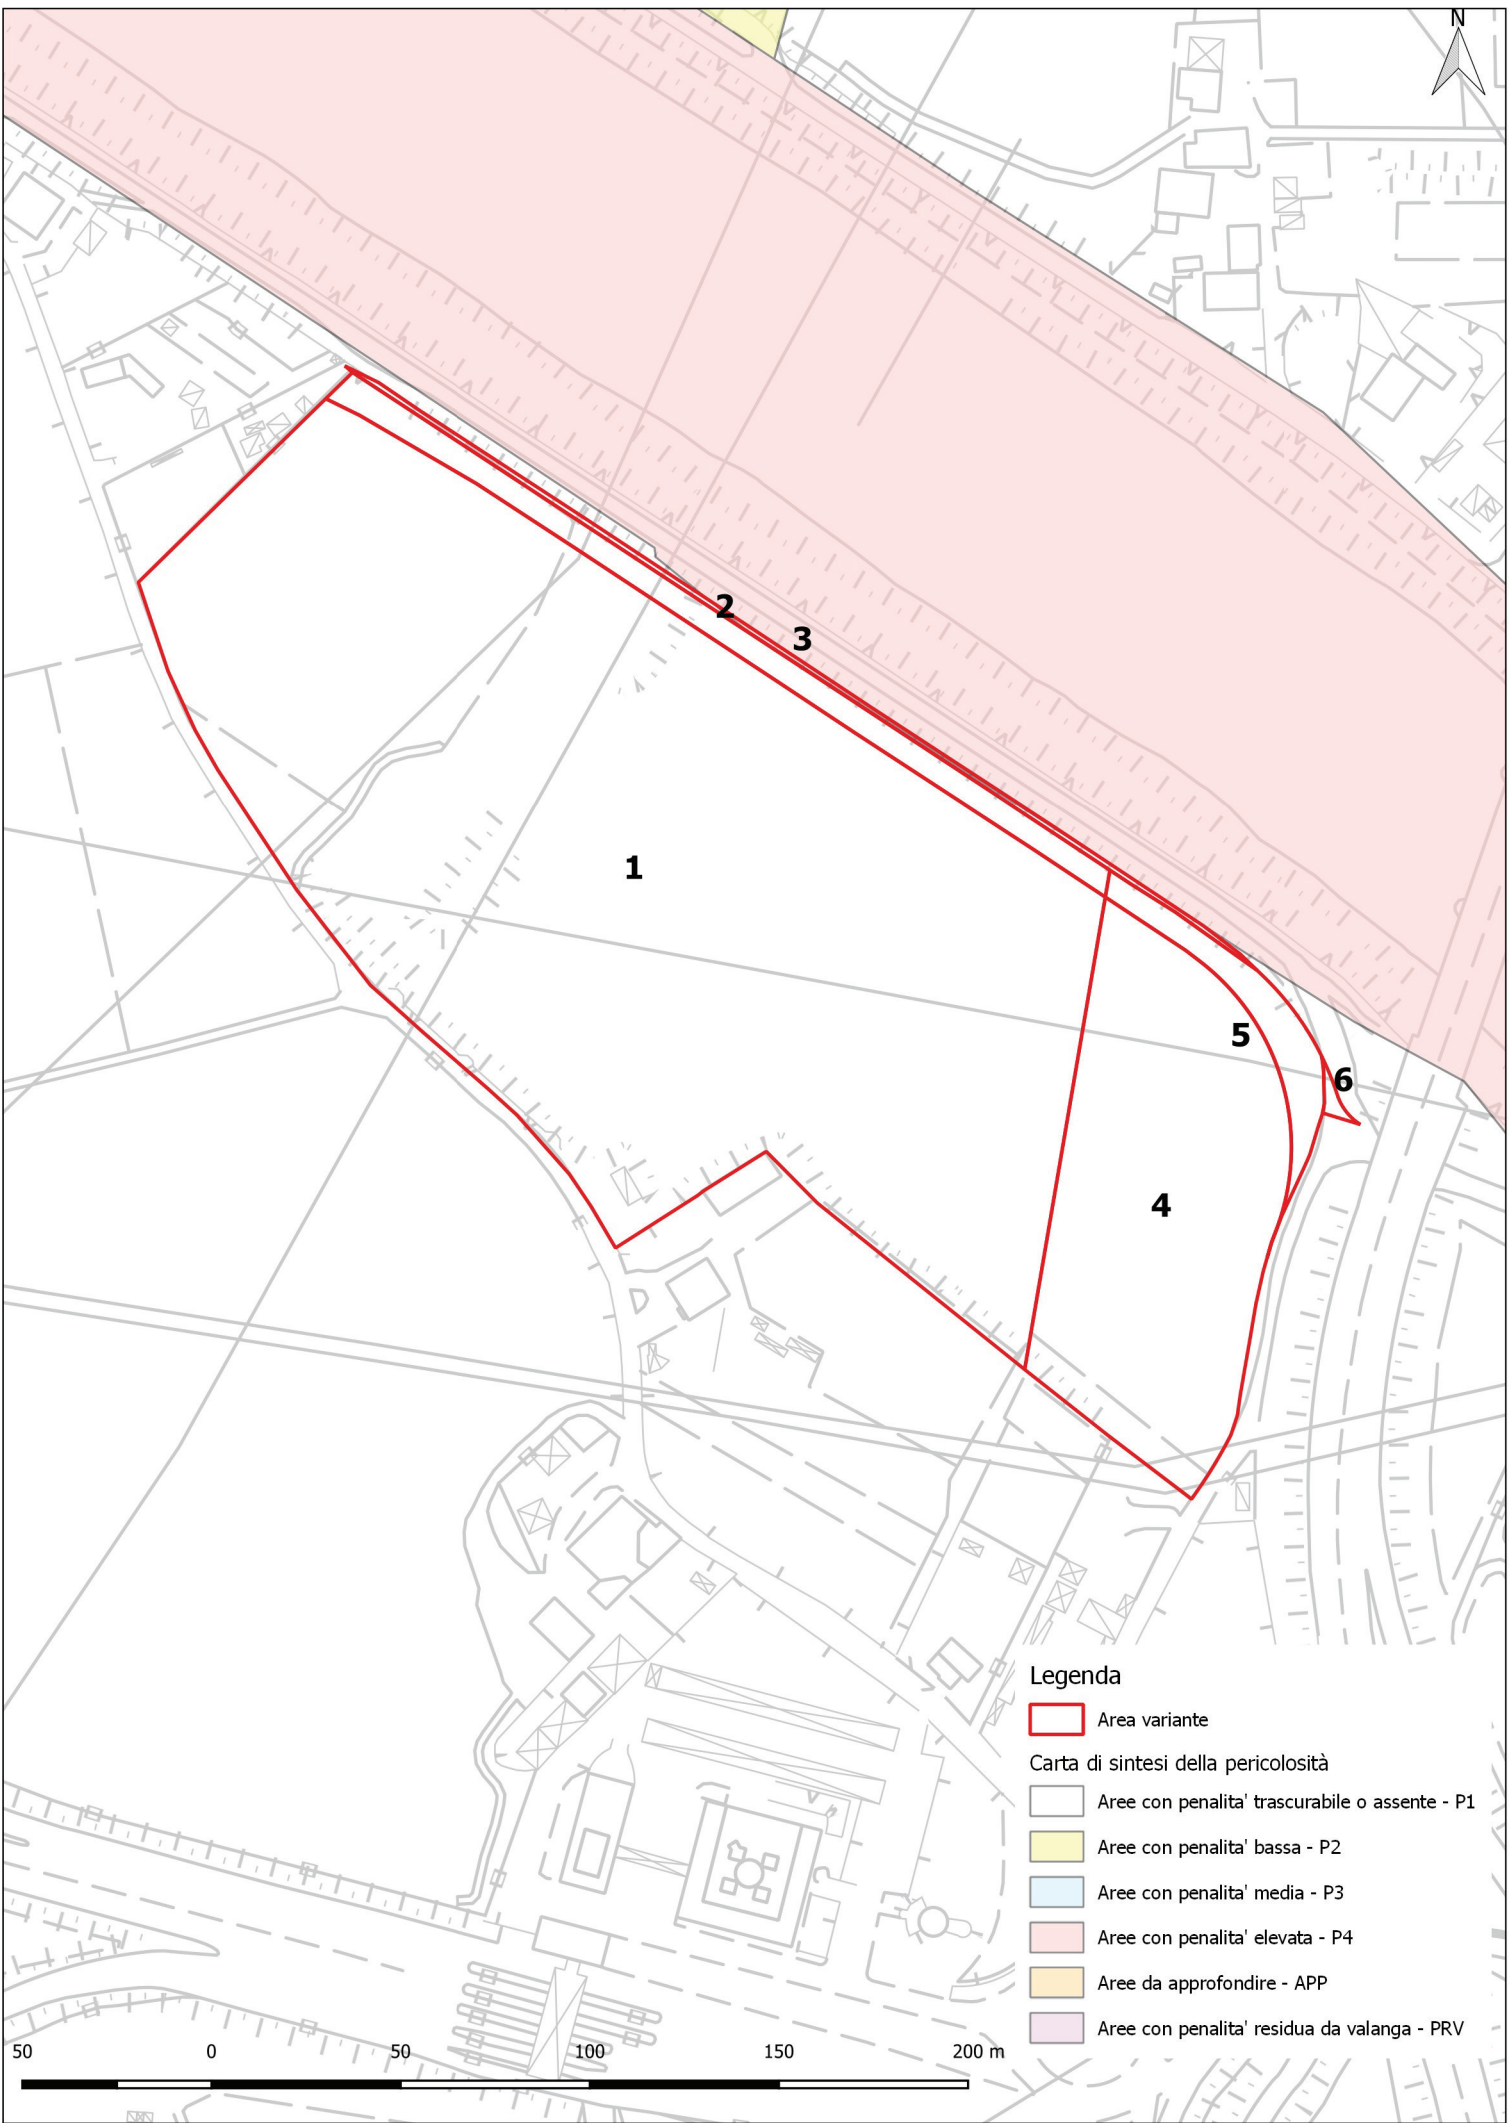 N
2
3
1
5
6
4
Legenda
Area variante
Carta di sintesi della pericolosità
Aree con penalita' trascurabile o assente - P1
Aree con penalita' bassa - P2
Aree con penalita' media - P3
Aree con penalita' elevata - P4
Aree da approfondire - APP
Aree con penalita' residua da valanga - PRV
50 0 50 100 150 200 m